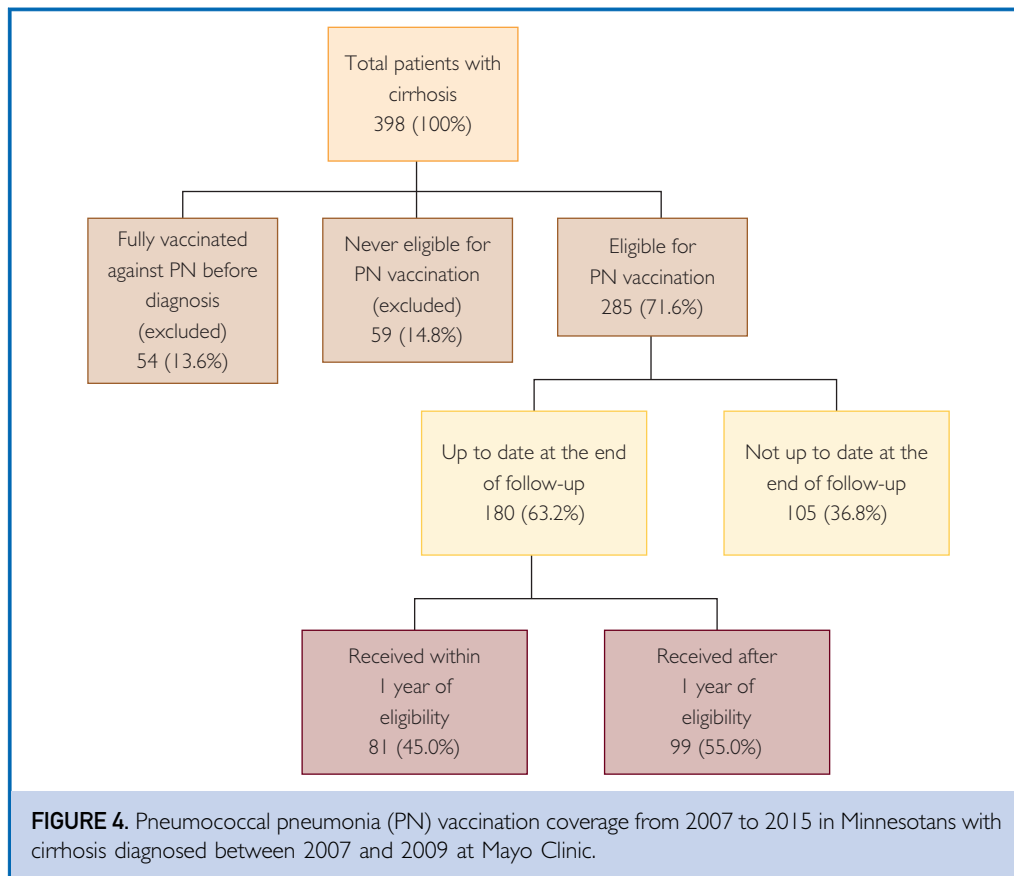 Total patients with
cirrhosis
398 (100%)
Fully vaccinated
against PN before
diagnosis
(excluded)
54 (13.6%)
Never eligible for
PN vaccination
(excluded)
59 (14.8%)
Eligible for
PN vaccination
285 (71.6%)
Up to date at the end
of follow-up
180 (63.2%)
Not up to date at the
end of follow-up
105 (36.8%)
Received within
1 year of
eligibility
81 (45.0%)
Received after
1 year of
eligibility
99 (55.0%)
FIGURE 4. Pneumococcal pneumonia (PN) vaccination coverage from 2007 to 2015 in Minnesotans with
cirrhosis diagnosed between 2007 and 2009 at Mayo Clinic.